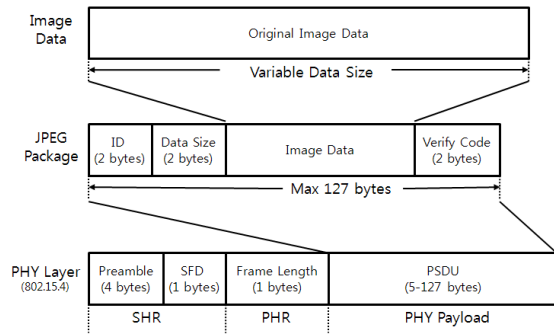 Image
Data
Original Image Data
Variable Data Size
JPEG
Package
ID
(2 bytes)
Data Size
(2 bytes)
Image Data
Verify Code
(2 bytes)
Max 127 bytes
PHY Layer
(802.15.4)
Preamble
(4 bytes)
SFD
(1 bytes)
Frame Length
(1 bytes)
PSDU
(5-127 bytes)
SHR
PHR
PHY Payload